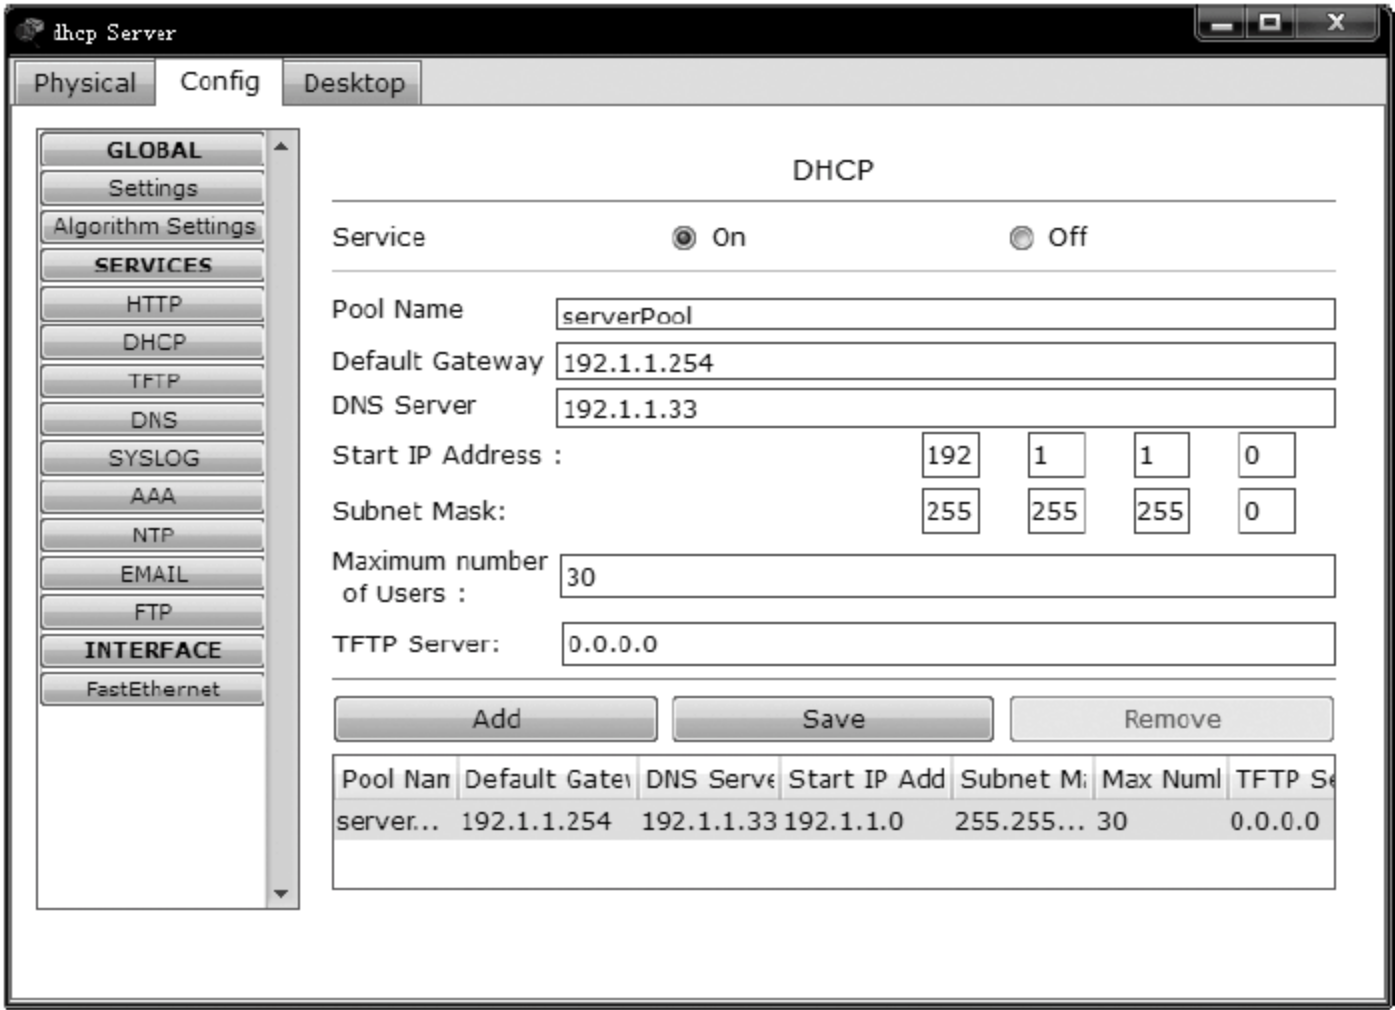 dhcp Server
X
Physical Config Desktop
GLOBAL
Settings
Algorithm Settings
SERVICES
HTTP
DHCP
TFTP
DNS
SYSLOG
AAA
NTP
EMAIL
FTP
INTERFACE
FastEthernet
DHCP
Service On Off
Pool Name serverPool
Default Gateway 192.1.1.254
DNS Server 192.1.1.33
Start IP Address : 192 1 1 0
Subnet Mask: 255 255 255 0
Maximum number
of Users : 30
TFTP Server: 0.0.0.0
Add Save Remove
Pool Nam Default Gatew DNS Serve Start IP Add Subnet Ma Max Numl TFTP Se
server... 192.1.1.254 192.1.1.33 192.1.1.0 255.255... 30 0.0.0.0